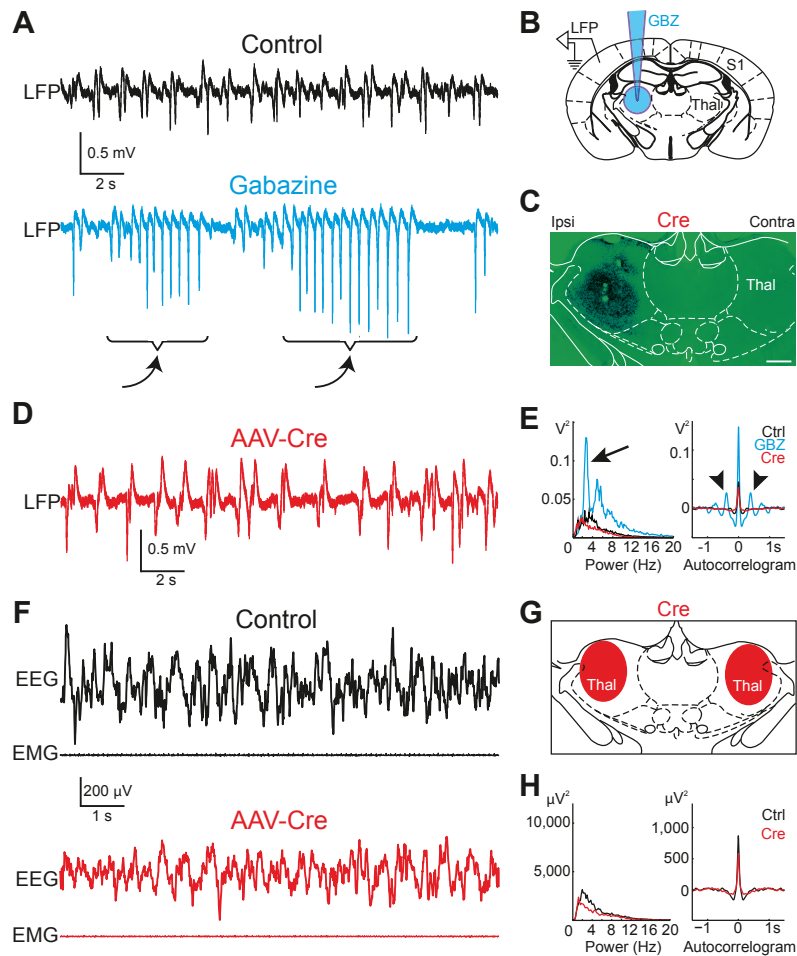 A
Control
LFP
0.5 mV
2 s
Gabazine
LFP
B
GBZ
LFP
S1
Thal
C
Ipsi
Cre
Contra
Thal
D
AAV-Cre
LFP
0.5 mV
2 s
E
V²
0.1
0.05
0 4 8 12 16 20
Power (Hz)
V²
Ctrl
GBZ
Cre
0.1
0
−1 0 1s
Autocorrelogram
F
Control
EEG
EMG
200 µV
1 s
AAV-Cre
EEG
EMG
G
Cre
Thal
Thal
H
µV²
10,000
5,000
0 4 8 12 16 20
Power (Hz)
µV²
Ctrl
Cre
1,000
500
0
−1 0 1s
Autocorrelogram